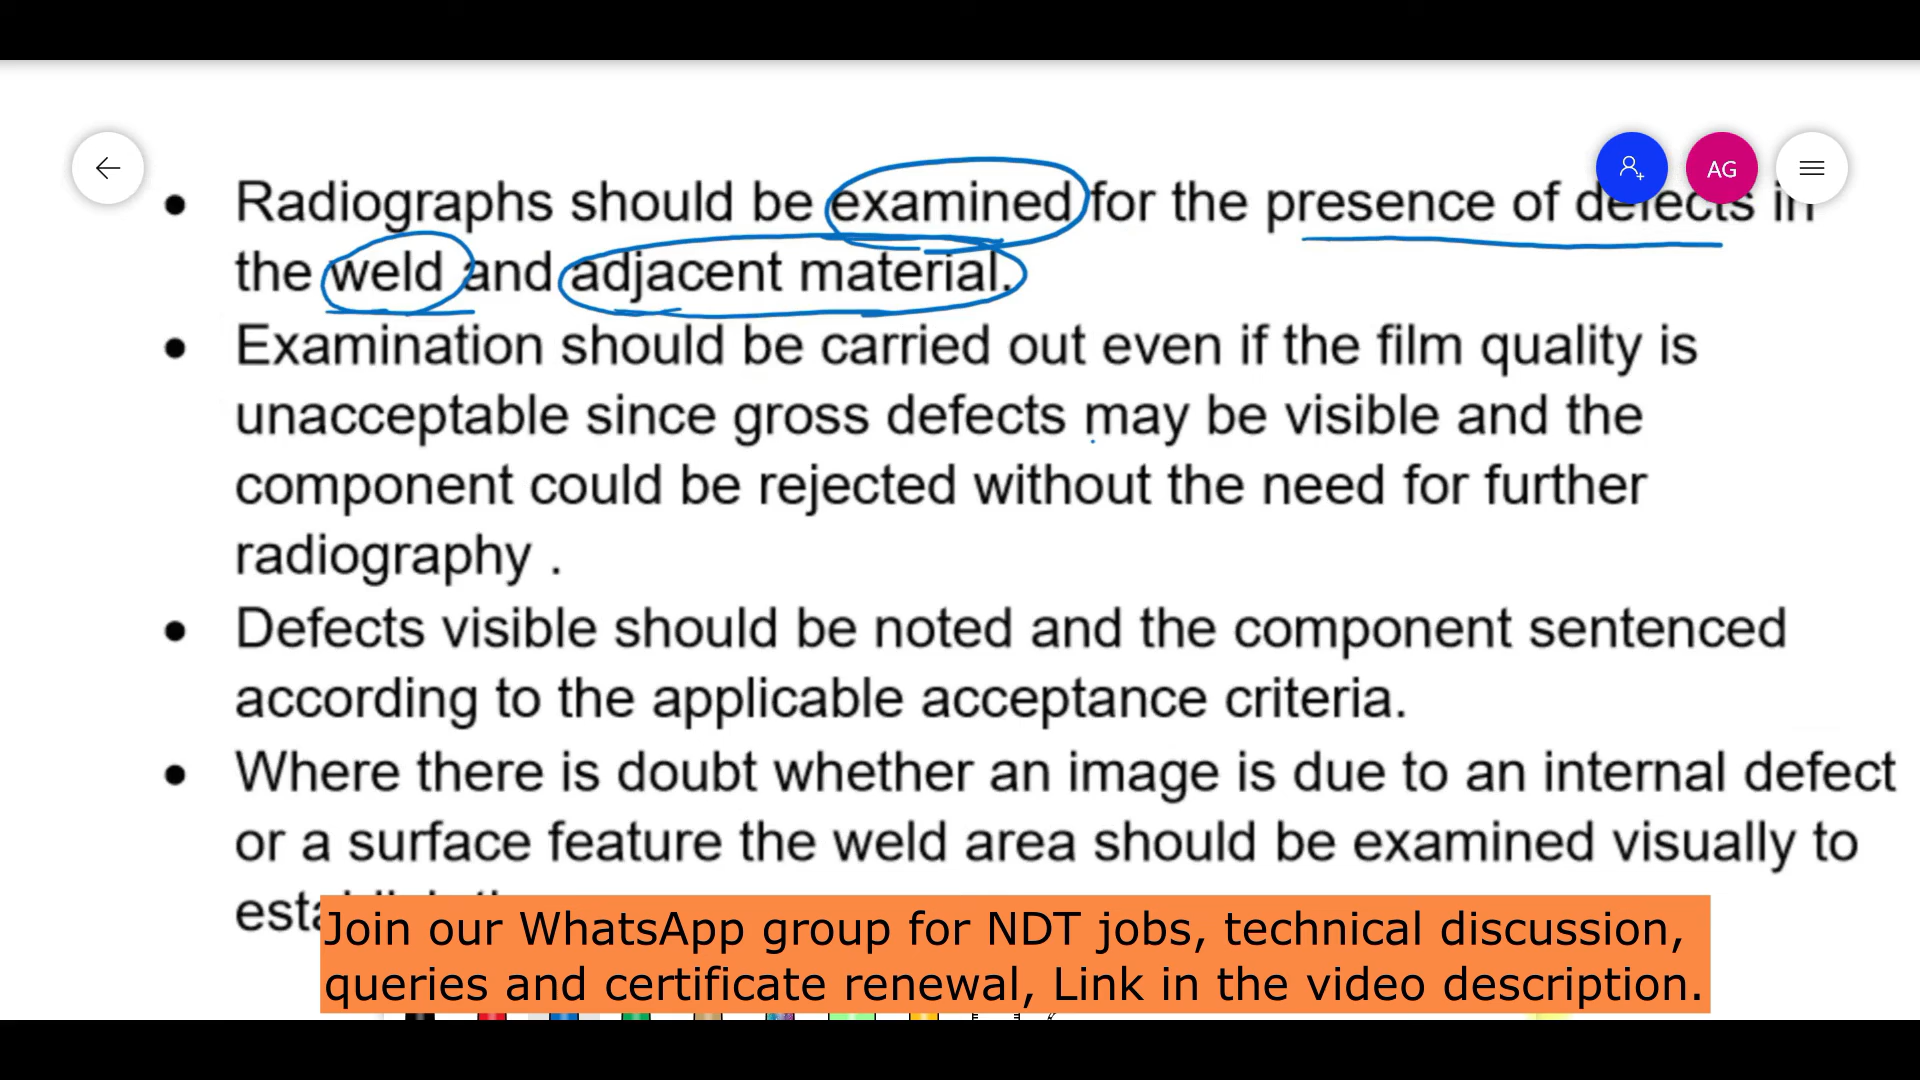 Radiographs should be examined for the presence of defects in
the weld and adjacent material.
Examination should be carried out even if the film quality is
unacceptable since gross defects may be visible and the
component could be rejected without the need for further
radiography .
Defects visible should be noted and the component sentenced
according to the applicable acceptance criteria.
Where there is doubt whether an image is due to an internal defect
or a surface feature the weld area should be examined visually to
AG
Join our WhatsApp group for NDT jobs, technical discussion,
queries and certificate renewal, Link in the video description.